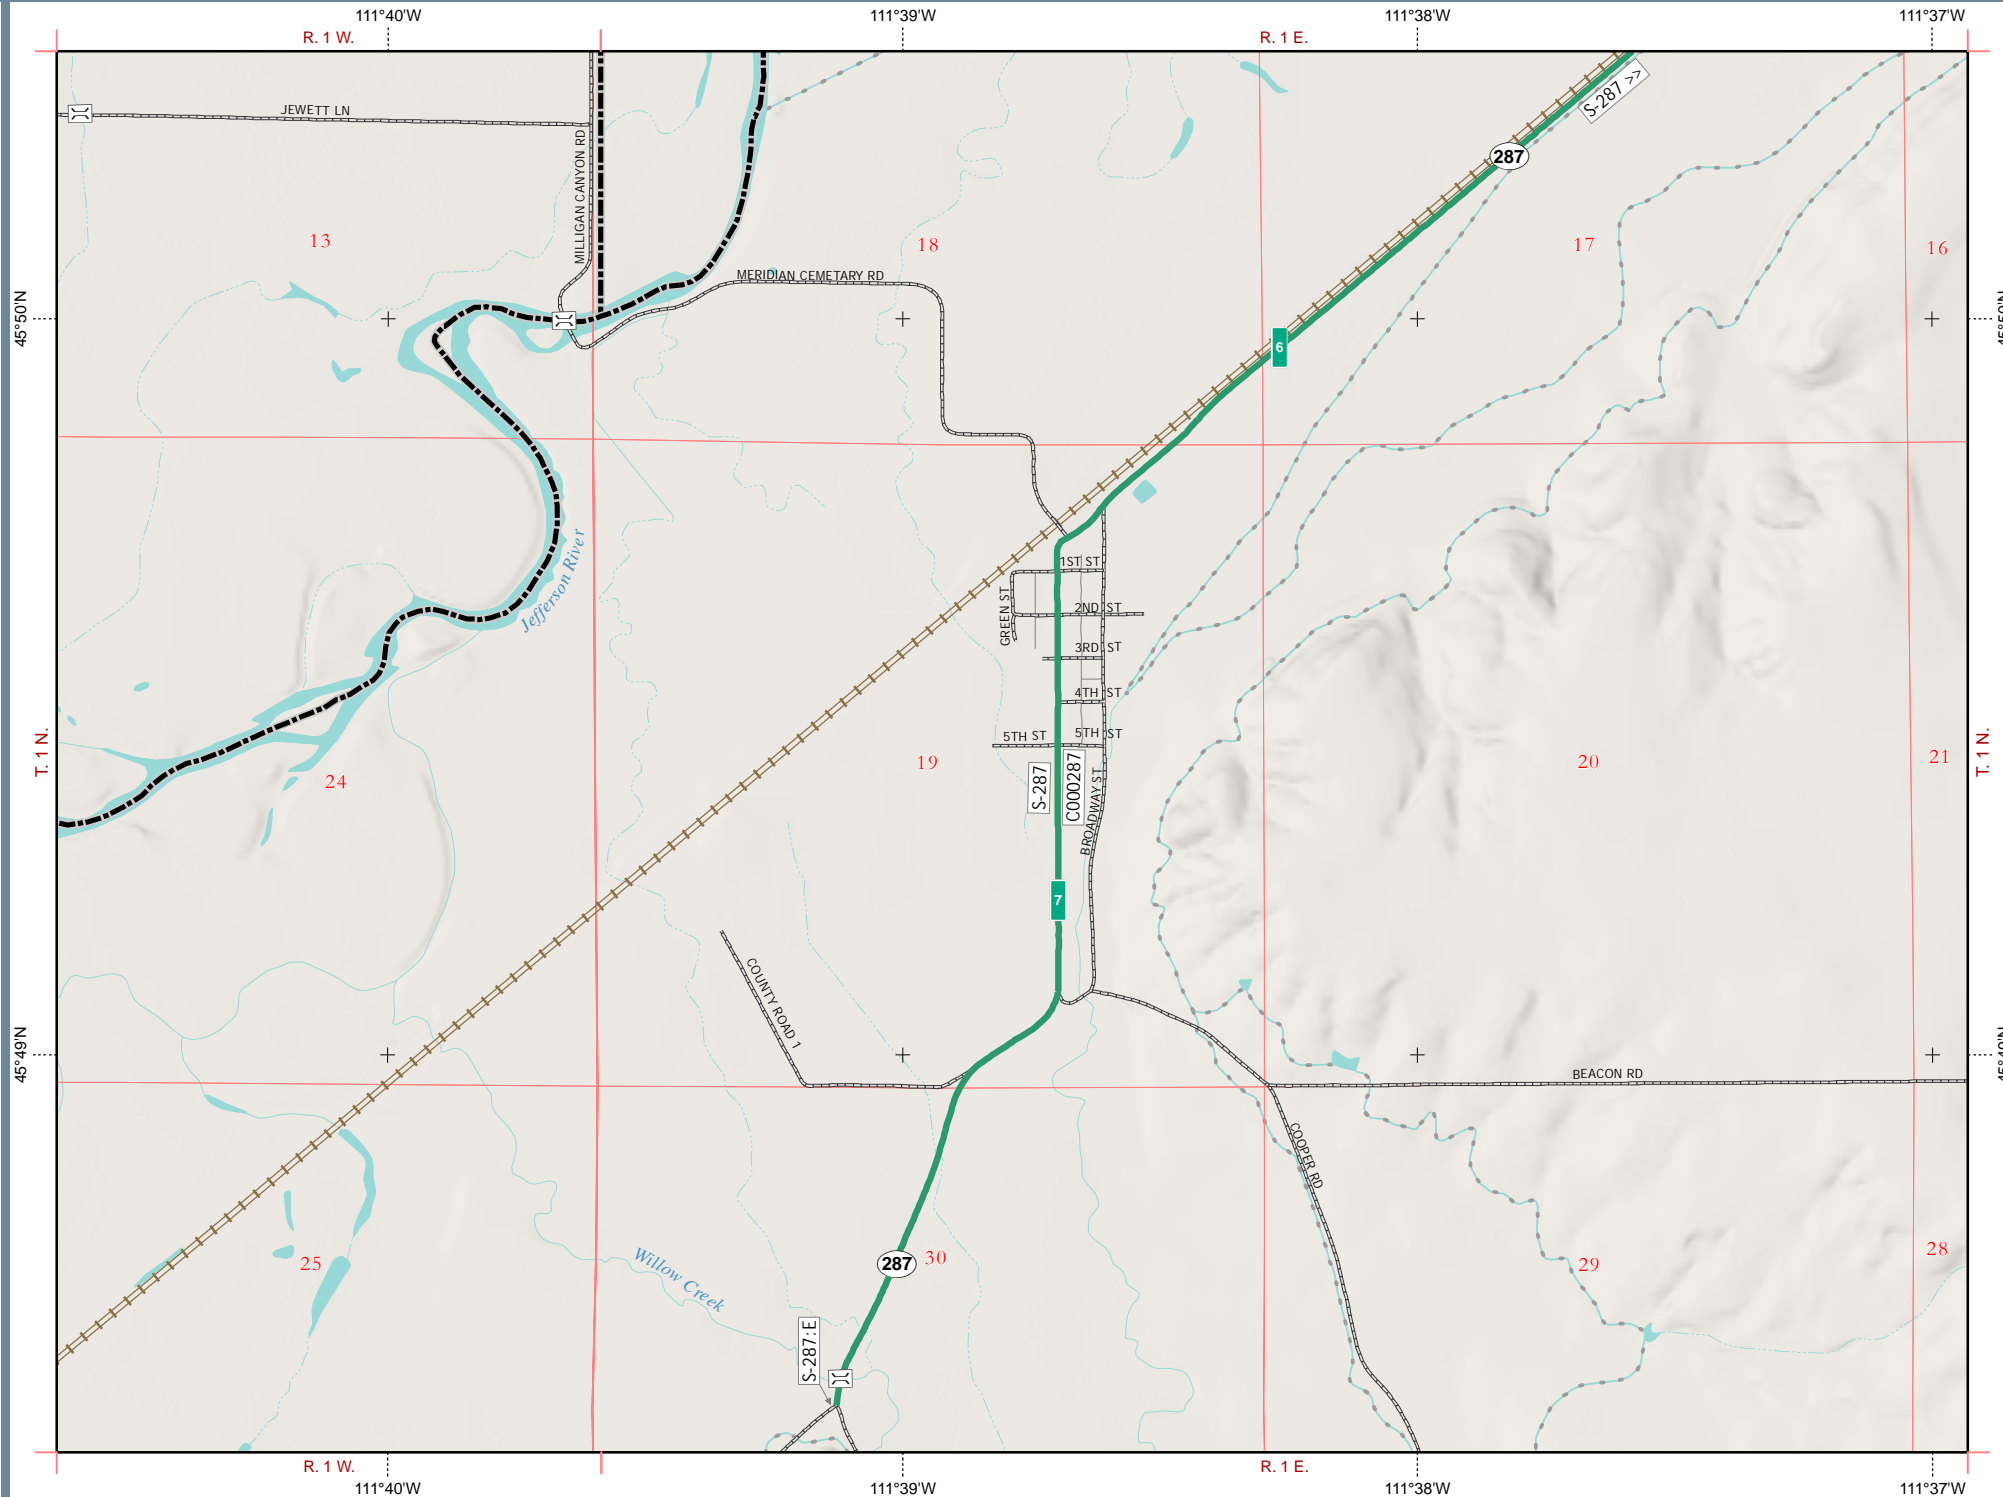 111°40'W
111°39'W
111°38'W
111°37'W
R. 1 W.
R. 1 E.
S-287 >>
JEWETT LN
MILLIGAN CANYON RD
287
13
18
17
16
MERIDIAN CEMETARY RD
45°50'N
6
Jefferson River
1ST ST
GREEN ST
2ND ST
3RD ST
4TH ST
5TH ST
5TH ST
T. 1 N.
24
19
S-287
C000287
BROADWAY ST
20
21
T. 1 N.
7
COUNTY ROAD 1
45°49'N
BEACON RD
COOPER RD
25
Willow Creek
287
30
29
28
S-287:E
R. 1 W.
R. 1 E.
111°40'W
111°39'W
111°38'W
111°37'W